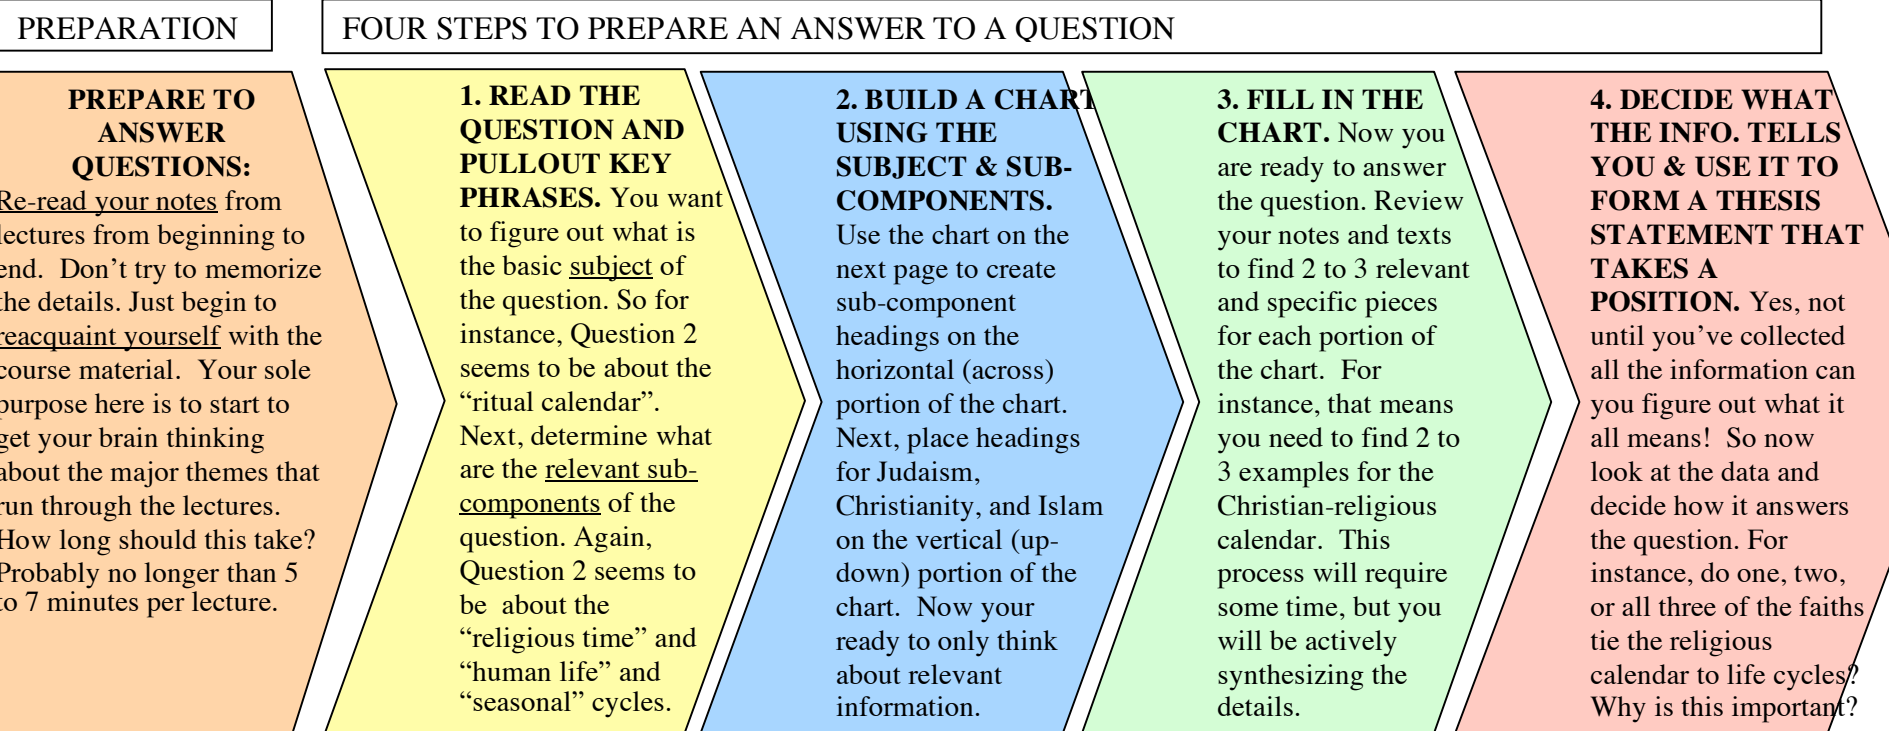 PREPARATION
FOUR STEPS TO PREPARE AN ANSWER TO A QUESTION
PREPARE TO
ANSWER
QUESTIONS:
Re-read your notes from
lectures from beginning to
end.  Don’t try to memorize
the details. Just begin to
reacquaint yourself with the
course material.  Your sole
purpose here is to start to
get your brain thinking
about the major themes that
run through the lectures.
How long should this take?
Probably no longer than 5
to 7 minutes per lecture.
1. READ THE
QUESTION AND
PULLOUT KEY
PHRASES. You want
to figure out what is
the basic subject of
the question. So for
instance, Question 2
seems to be about the
“ritual calendar”.
Next, determine what
are the relevant sub-
components of the
question. Again,
Question 2 seems to
be  about the
“religious time” and
“human life” and
“seasonal” cycles.
2. BUILD A CHART
USING THE
SUBJECT & SUB-
COMPONENTS.
Use the chart on the
next page to create
sub-component
headings on the
horizontal (across)
portion of the chart.
Next, place headings
for Judaism,
Christianity, and Islam
on the vertical (up-
down) portion of the
chart.  Now your
ready to only think
about relevant
information.
3. FILL IN THE
CHART. Now you
are ready to answer
the question. Review
your notes and texts
to find 2 to 3 relevant
and specific pieces
for each portion of
the chart.  For
instance, that means
you need to find 2 to
3 examples for the
Christian-religious
calendar.  This
process will require
some time, but you
will be actively
synthesizing the
details.
4. DECIDE WHAT
THE INFO. TELLS
YOU & USE IT TO
FORM A THESIS
STATEMENT THAT
TAKES A
POSITION. Yes, not
until you’ve collected
all the information can
you figure out what it
all means!  So now
look at the data and
decide how it answers
the question. For
instance, do one, two,
or all three of the faiths
tie the religious
calendar to life cycles?
Why is this important?